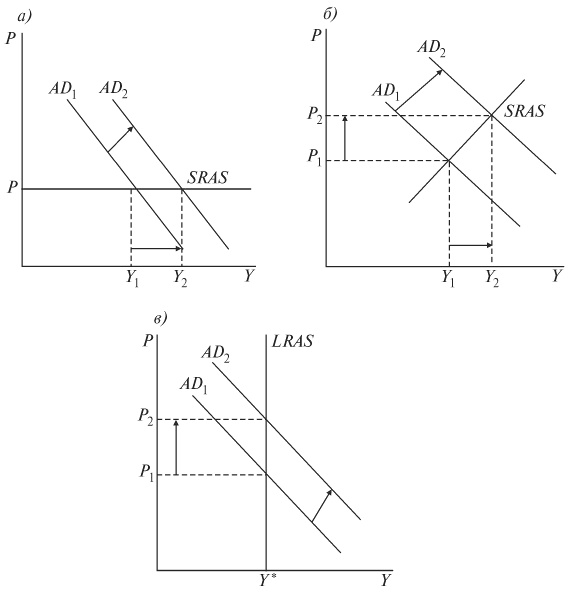 а)
P
AD1 AD2
P
SRAS
Y1 Y2 Y
б)
P
AD2
AD1
P2
SRAS
P1
Y1 Y2 Y
в)
P
LRAS
AD2
AD1
P2
P1
Y* Y